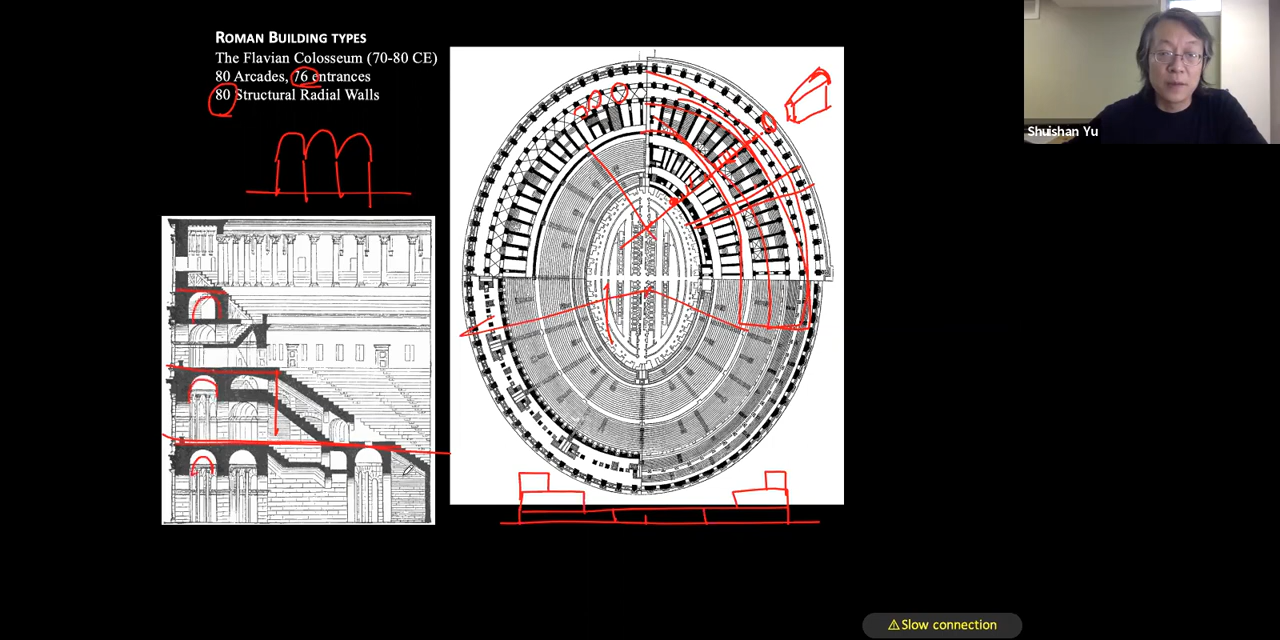 ROMAN BUILDING TYPES
The Flavian Colosseum (70-80 CE)
80 Arcades, 76 entrances
80 Structural Radial Walls
Shuishan Yu
⚠Slow connection